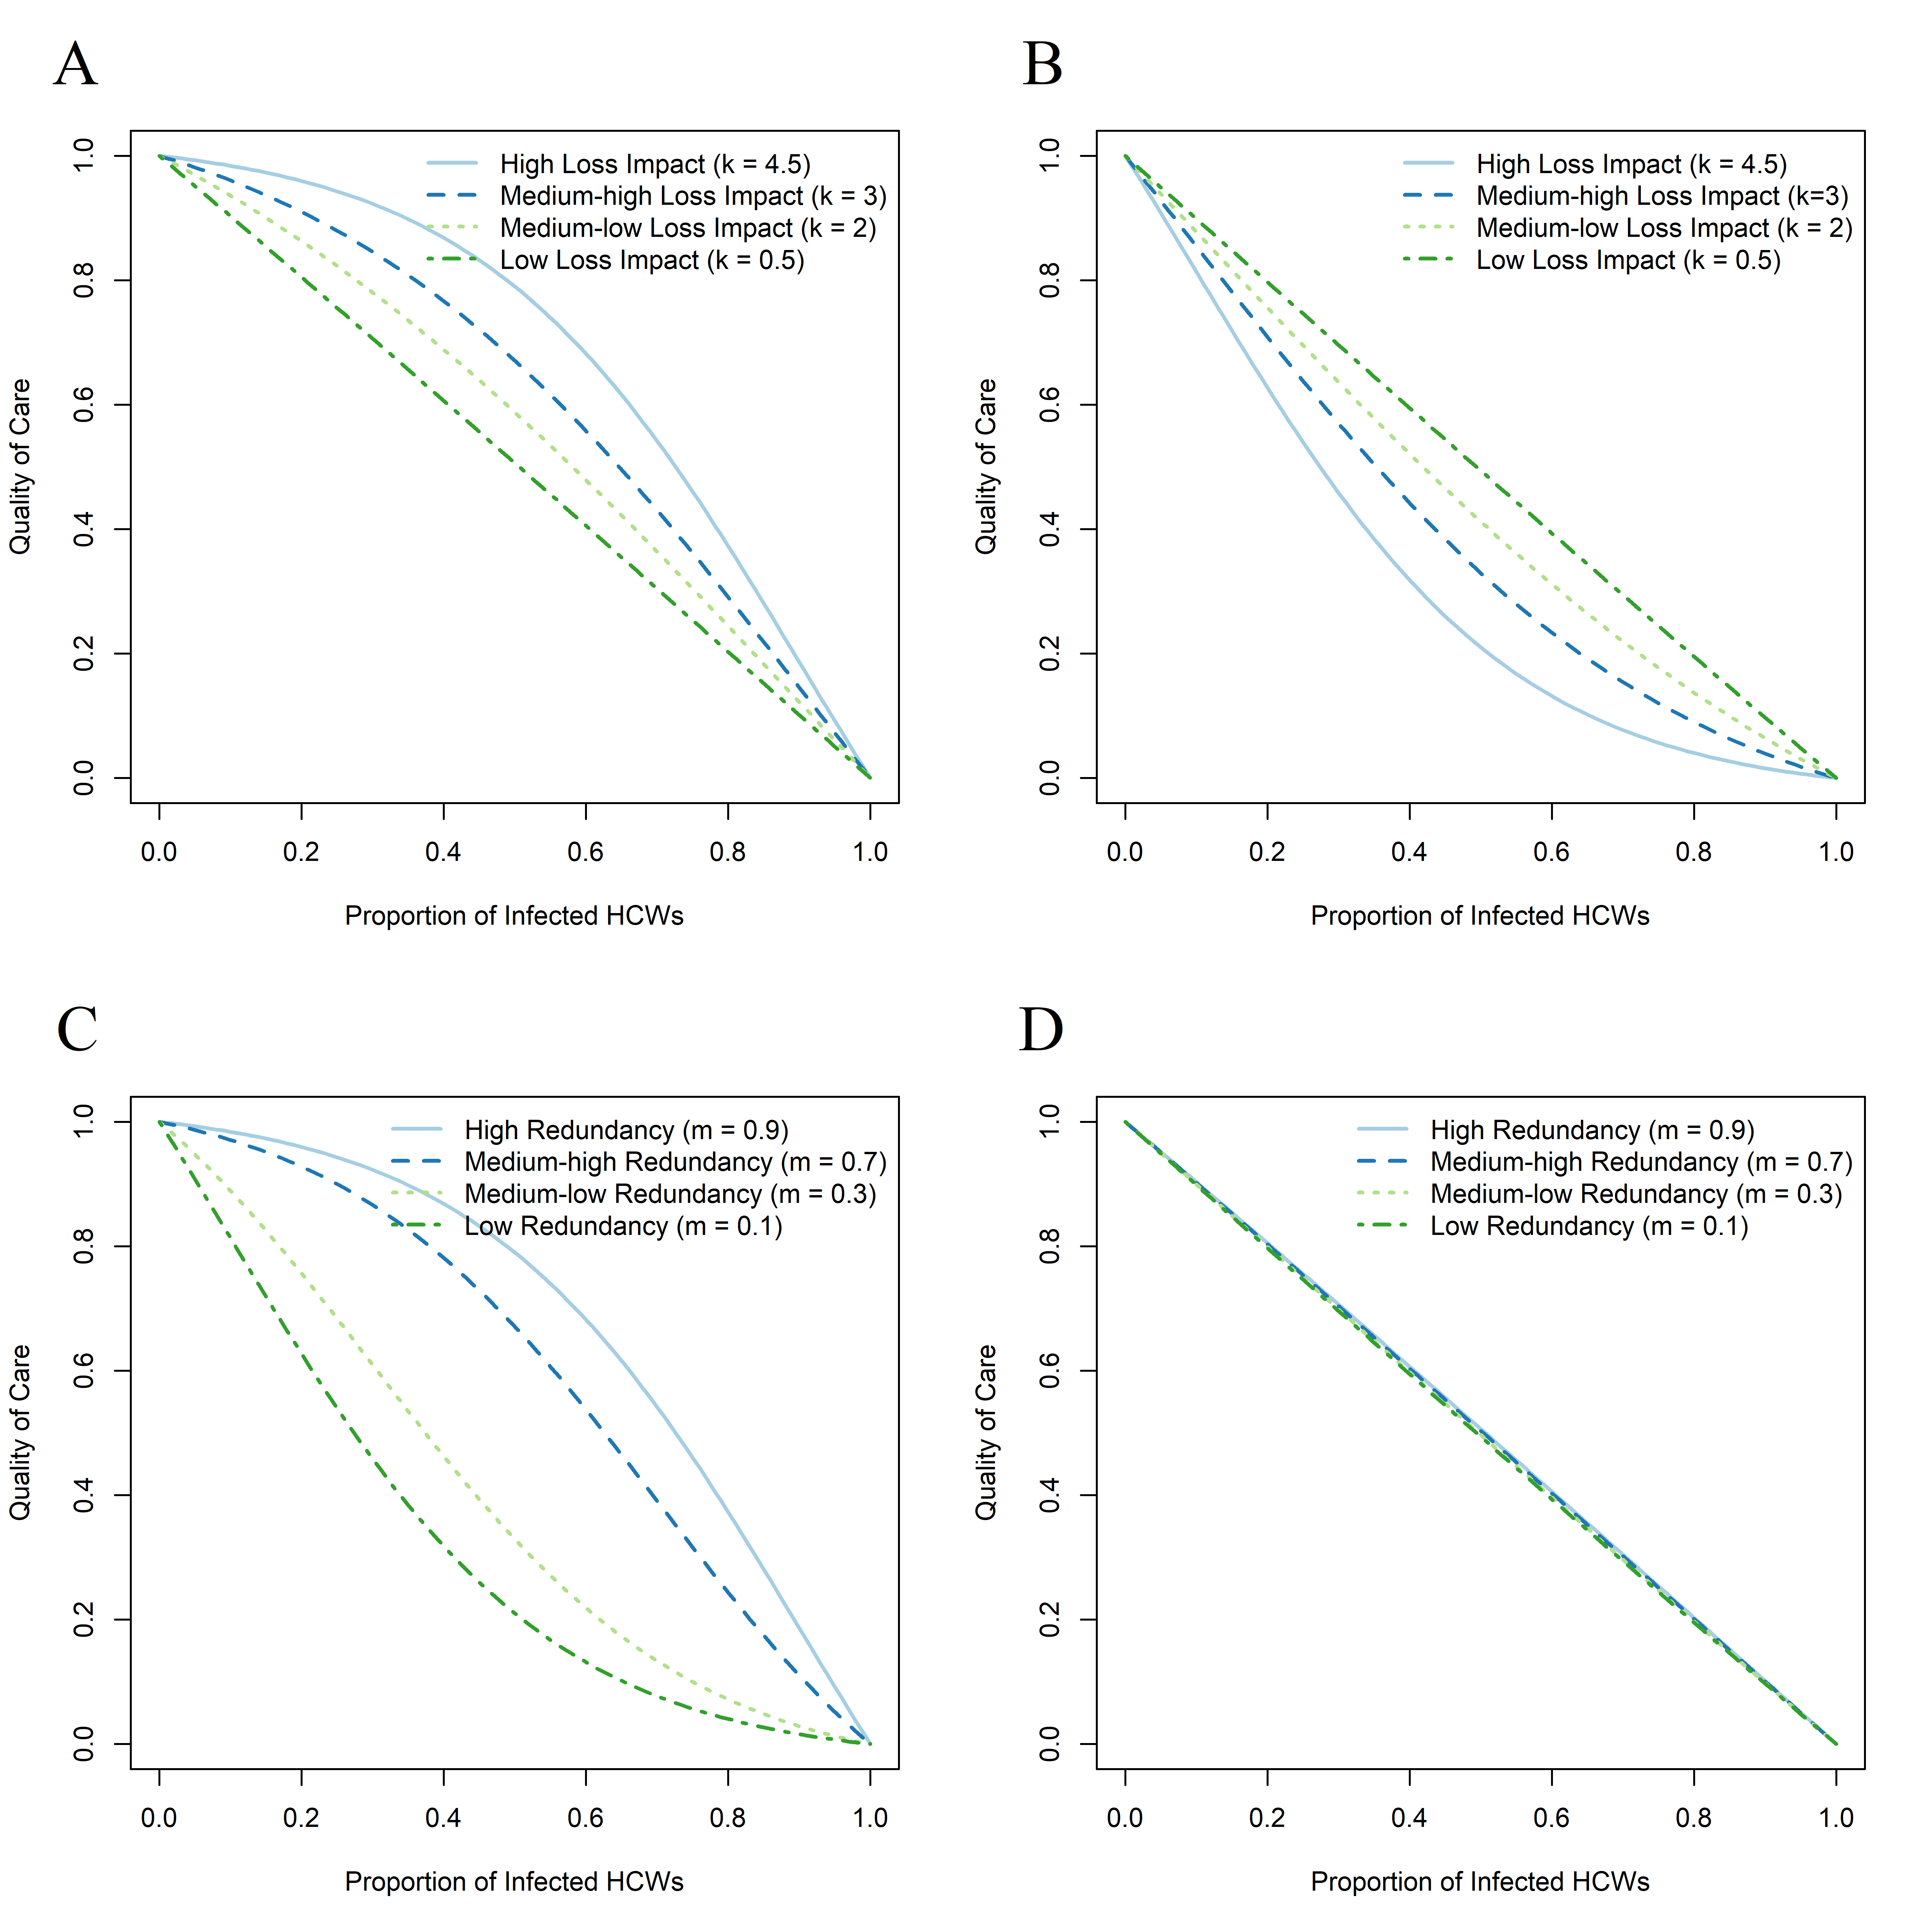 A
High Loss Impact (k = 4.5)
Medium-high Loss Impact (k = 3)
Medium-low Loss Impact (k = 2)
Low Loss Impact (k = 0.5)
Quality of Care
1.0
0.8
0.6
0.4
0.2
0.0
0.0 0.2 0.4 0.6 0.8 1.0
Proportion of Infected HCWs
B
High Loss Impact (k = 4.5)
Medium-high Loss Impact (k=3)
Medium-low Loss Impact (k = 2)
Low Loss Impact (k = 0.5)
Quality of Care
1.0
0.8
0.6
0.4
0.2
0.0
0.0 0.2 0.4 0.6 0.8 1.0
Proportion of Infected HCWs
C
High Redundancy (m = 0.9)
Medium-high Redundancy (m = 0.7)
Medium-low Redundancy (m = 0.3)
Low Redundancy (m = 0.1)
Quality of Care
1.0
0.8
0.6
0.4
0.2
0.0
0.0 0.2 0.4 0.6 0.8 1.0
Proportion of Infected HCWs
D
High Redundancy (m = 0.9)
Medium-high Redundancy (m = 0.7)
Medium-low Redundancy (m = 0.3)
Low Redundancy (m = 0.1)
Quality of Care
1.0
0.8
0.6
0.4
0.2
0.0
0.0 0.2 0.4 0.6 0.8 1.0
Proportion of Infected HCWs